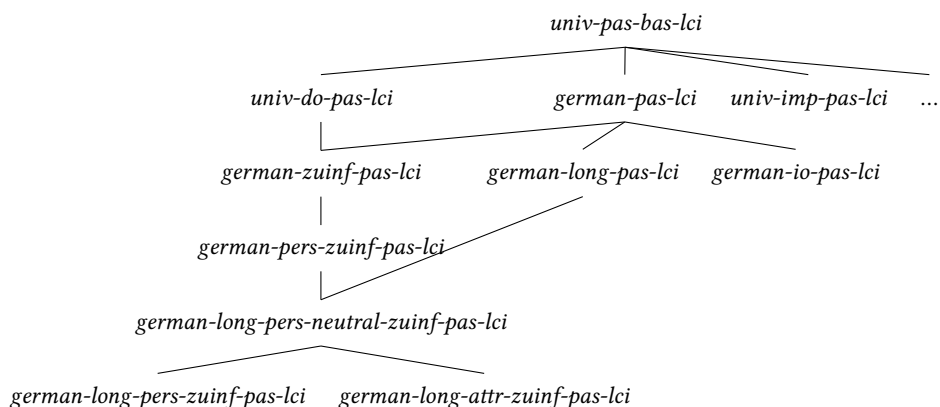 univ-pas-bas-lci
univ-do-pas-lci german-pas-lci univ-imp-pas-lci ...
german-zuinf-pas-lci german-long-pas-lci german-io-pas-lci
german-pers-zuinf-pas-lci
german-long-pers-neutral-zuinf-pas-lci
german-long-pers-zuinf-pas-lci german-long-attr-zuinf-pas-lci